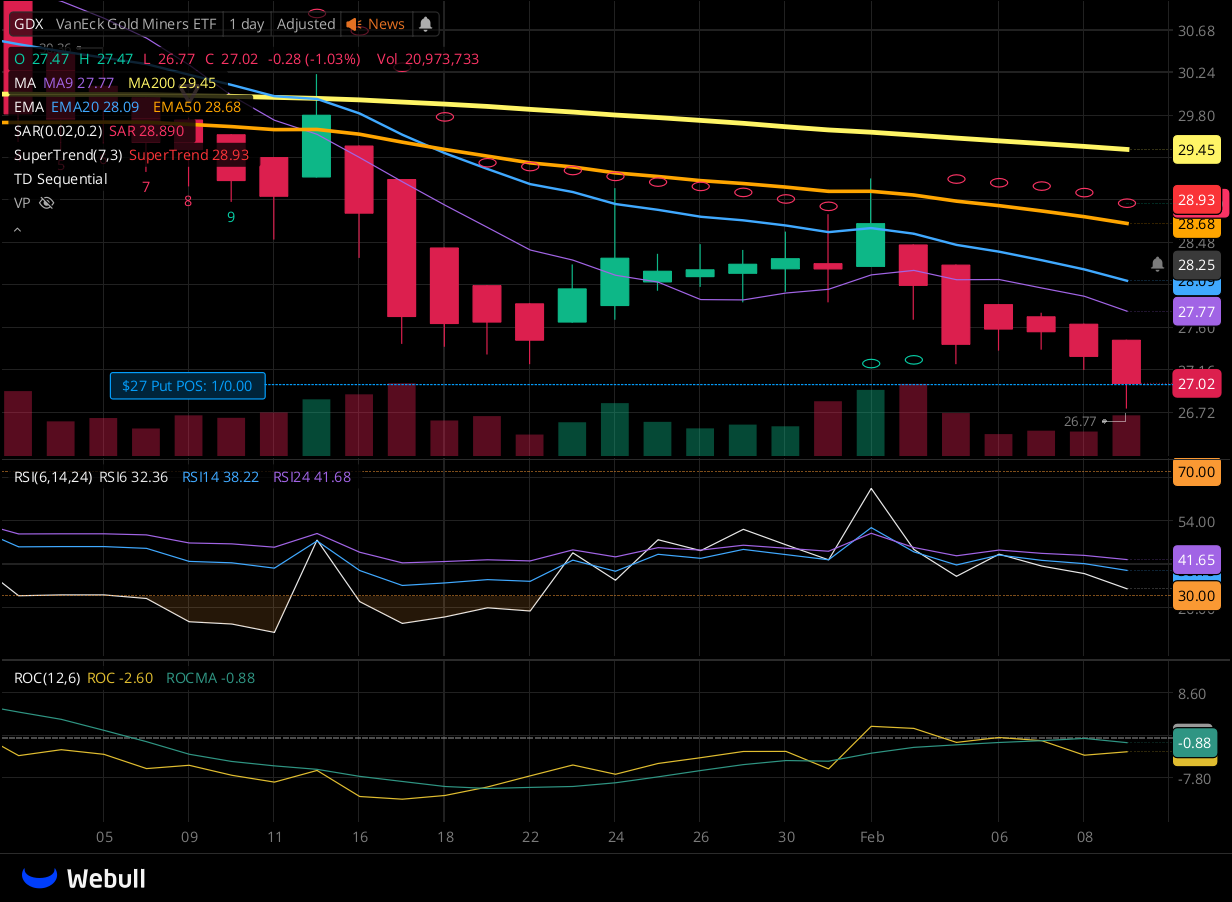 GDX VanEck Gold Miners ETF 1 day Adjusted News
O 27.47 H 27.47 L 26.77 C 27.02 -0.28 (-1.03%) Vol 20,973,733
MA MA9 27.77 MA200 29.45
EMA EMA20 28.09 EMA50 28.68
SAR(0.02,0.2) SAR 28.890
SuperTrend(7,3) SuperTrend 28.93
TD Sequential
VP
7
8
9
30.68
30.24
29.80
29.45
28.93
28.68
28.48
28.25
28.09
27.77
27.60
27.16
27.02
26.72
$27 Put POS: 1/0.00
26.77
RSI(6,14,24) RSI6 32.36 RSI14 38.22 RSI24 41.68
70.00
54.00
41.65
30.00
ROC(12,6) ROC -2.60 ROCMA -0.88
8.60
-0.88
-7.80
05 09 11 16 18 22 24 26 30 Feb 06 08
Webull